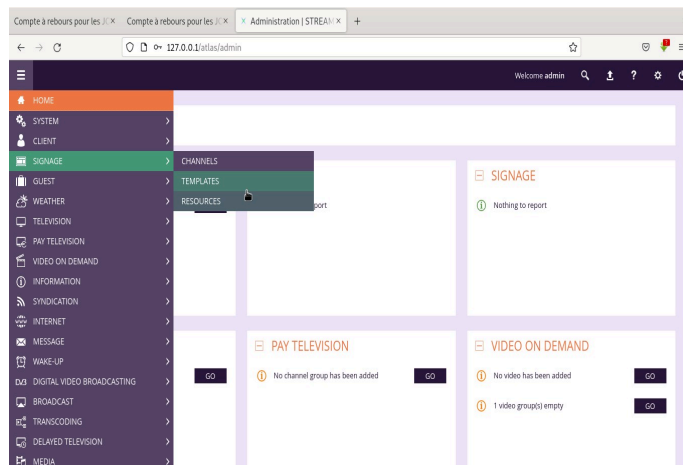 Compte à rebours pour les JC × Compte à rebours pour les JC × Administration | STREAM ×
127.0.0.1/atlas/admin
Welcome admin
HOME
SYSTEM
CLIENT
SIGNAGE
CHANNELS
GUEST
TEMPLATES
SIGNAGE
WEATHER
RESOURCES
port
Nothing to report
TELEVISION
PAY TELEVISION
VIDEO ON DEMAND
INFORMATION
SYNDICATION
INTERNET
MESSAGE
PAY TELEVISION
VIDEO ON DEMAND
WAKE-UP
DIGITAL VIDEO BROADCASTING
GO
No channel group has been added GO
No video has been added GO
BROADCAST
1 video group(s) empty GO
TRANSCODING
DELAYED TELEVISION
MEDIA